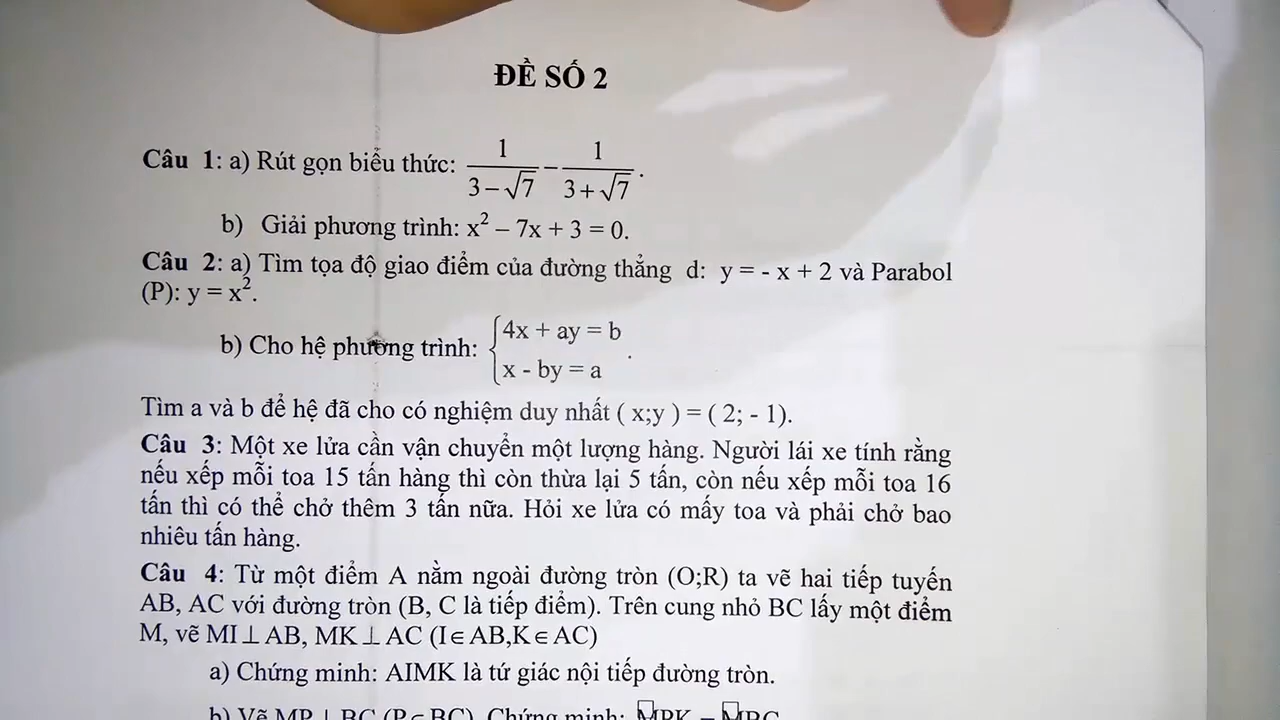 ĐỀ SỐ 2
Câu 1: a) Rút gọn biểu thức: 1/(3−√7) − 1/(3+√7).
b) Giải phương trình: x² – 7x + 3 = 0.
Câu 2: a) Tìm tọa độ giao điểm của đường thẳng d: y = - x + 2 và Parabol
(P): y = x².
b) Cho hệ phương trình: { 4x + ay = b
x - by = a .
Tìm a và b để hệ đã cho có nghiệm duy nhất ( x;y ) = ( 2; - 1).
Câu 3: Một xe lửa cần vận chuyển một lượng hàng. Người lái xe tính rằng
nếu xếp mỗi toa 15 tấn hàng thì còn thừa lại 5 tấn, còn nếu xếp mỗi toa 16
tấn thì có thể chở thêm 3 tấn nữa. Hỏi xe lửa có mấy toa và phải chở bao
nhiêu tấn hàng.
Câu 4: Từ một điểm A nằm ngoài đường tròn (O;R) ta vẽ hai tiếp tuyến
AB, AC với đường tròn (B, C là tiếp điểm). Trên cung nhỏ BC lấy một điểm
M, vẽ MI⊥AB, MK⊥AC (I∈AB,K∈AC)
a) Chứng minh: AIMK là tứ giác nội tiếp đường tròn.
b) Vẽ MP⊥BC (P∈BC). Chứng minh: MPK = MBC